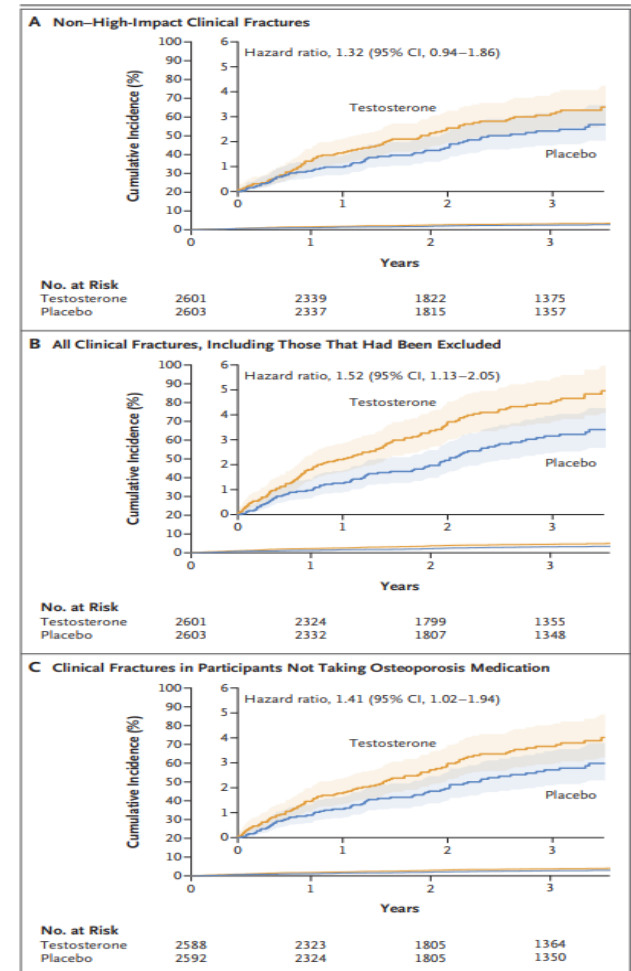 A Non–High-Impact Clinical Fractures
Cumulative Incidence (%)
100
90
80
70
60
50
40
30
20
10
0
6
5
4
3
2
1
0
Hazard ratio, 1.32 (95% CI, 0.94–1.86)
Testosterone
Placebo
0 1 2 3
0 1 2 3
Years
No. at Risk
Testosterone 2601 2339 1822 1375
Placebo 2603 2337 1815 1357
B All Clinical Fractures, Including Those That Had Been Excluded
Cumulative Incidence (%)
100
90
80
70
60
50
40
30
20
10
0
6
5
4
3
2
1
0
Hazard ratio, 1.52 (95% CI, 1.13–2.05)
Testosterone
Placebo
0 1 2 3
0 1 2 3
Years
No. at Risk
Testosterone 2601 2324 1799 1355
Placebo 2603 2332 1807 1348
C Clinical Fractures in Participants Not Taking Osteoporosis Medication
Cumulative Incidence (%)
100
90
80
70
60
50
40
30
20
10
0
6
5
4
3
2
1
0
Hazard ratio, 1.41 (95% CI, 1.02–1.94)
Testosterone
Placebo
0 1 2 3
0 1 2 3
Years
No. at Risk
Testosterone 2588 2323 1805 1364
Placebo 2592 2324 1805 1350